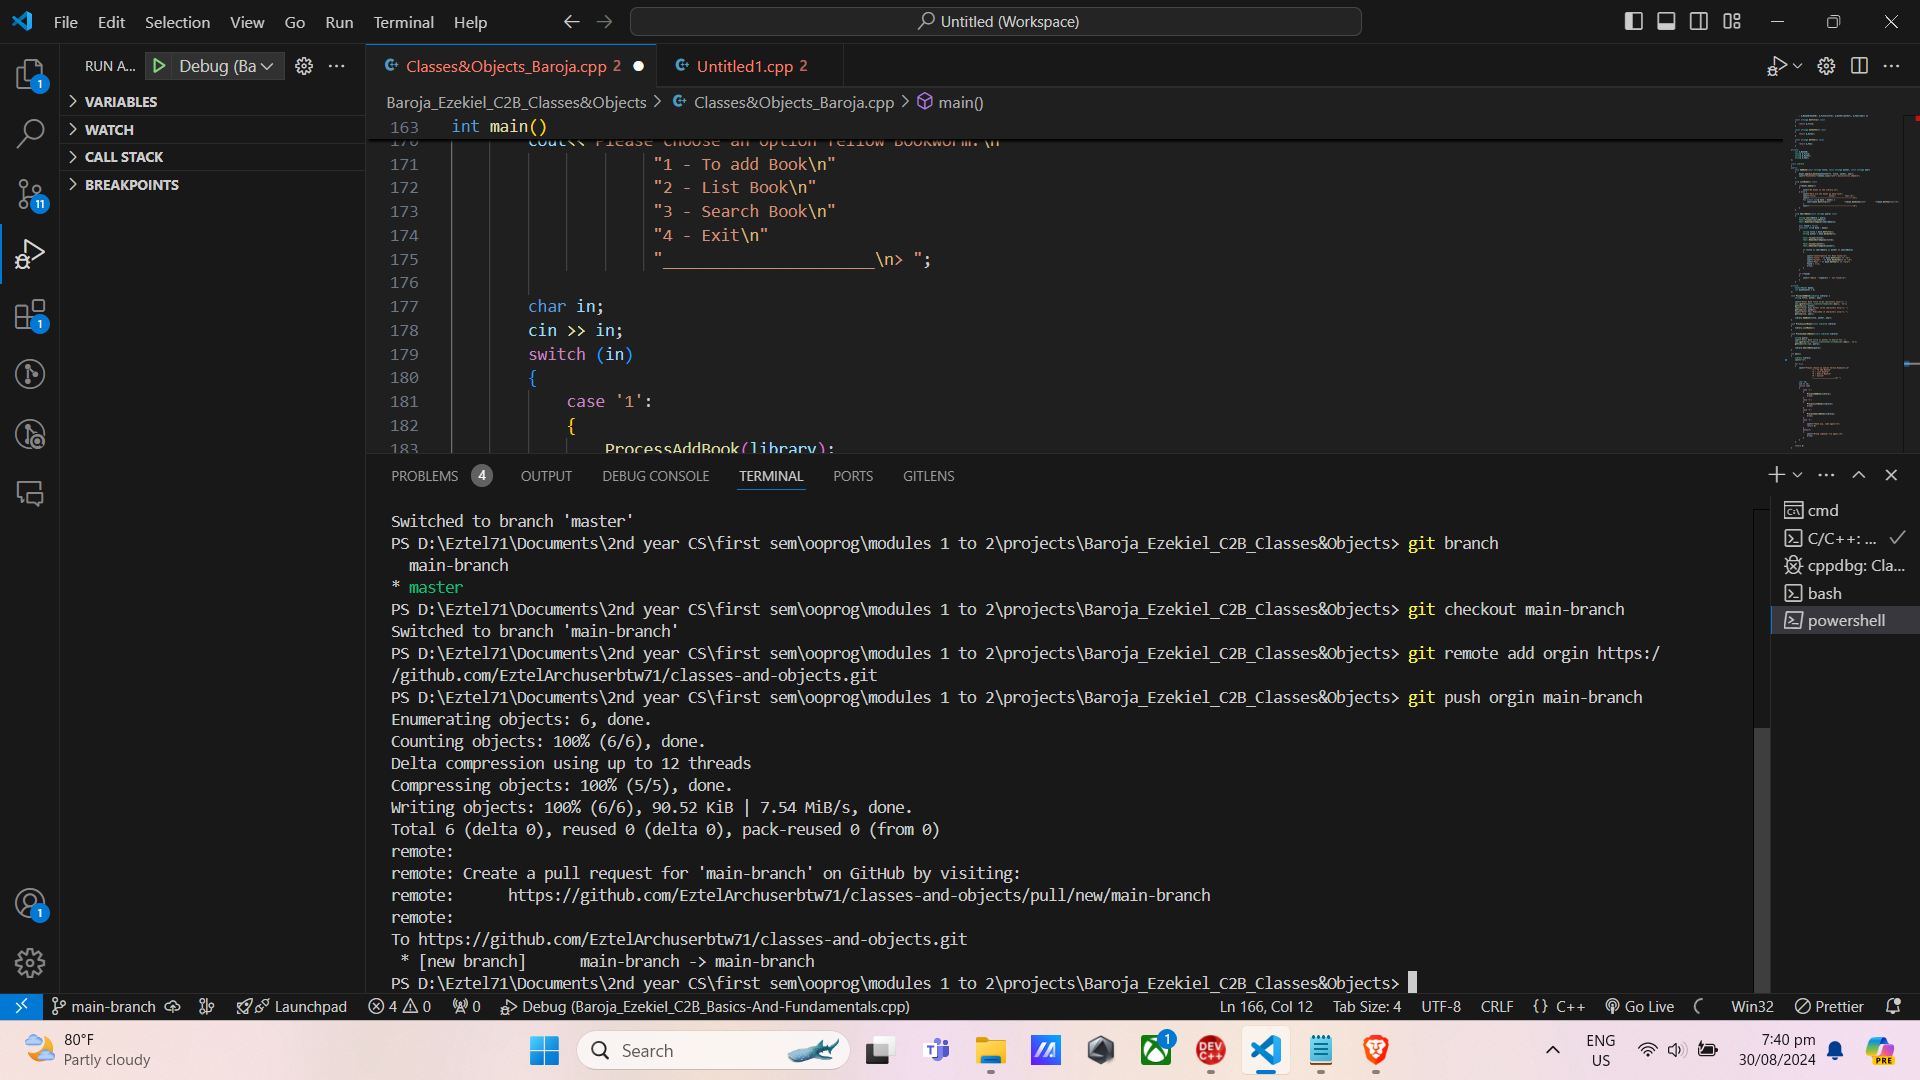 File Edit Selection View Go Run Terminal Help
Untitled (Workspace)
RUN A... Debug (Ba
VARIABLES
WATCH
CALL STACK
BREAKPOINTS
1
11
1
1
Classes&Objects_Baroja.cpp 2
Untitled1.cpp 2
Baroja_Ezekiel_C2B_Classes&Objects > Classes&Objects_Baroja.cpp > main()
163 int main()
170 cout<< "Please choose an option fellow bookworm:\n"
171 "1 - To add Book\n"
172 "2 - List Book\n"
173 "3 - Search Book\n"
174 "4 - Exit\n"
175 "______________________\n> ";
176
177 char in;
178 cin >> in;
179 switch (in)
180 {
181 case '1':
182 {
183 ProcessAddBook(library);
PROBLEMS 4 OUTPUT DEBUG CONSOLE TERMINAL PORTS GITLENS
Switched to branch 'master'
PS D:\Eztel71\Documents\2nd year CS\first sem\ooprog\modules 1 to 2\projects\Baroja_Ezekiel_C2B_Classes&Objects> git branch
main-branch
* master
PS D:\Eztel71\Documents\2nd year CS\first sem\ooprog\modules 1 to 2\projects\Baroja_Ezekiel_C2B_Classes&Objects> git checkout main-branch
Switched to branch 'main-branch'
PS D:\Eztel71\Documents\2nd year CS\first sem\ooprog\modules 1 to 2\projects\Baroja_Ezekiel_C2B_Classes&Objects> git remote add orgin https:/
/github.com/EztelArchuserbtw71/classes-and-objects.git
PS D:\Eztel71\Documents\2nd year CS\first sem\ooprog\modules 1 to 2\projects\Baroja_Ezekiel_C2B_Classes&Objects> git push orgin main-branch
Enumerating objects: 6, done.
Counting objects: 100% (6/6), done.
Delta compression using up to 12 threads
Compressing objects: 100% (5/5), done.
Writing objects: 100% (6/6), 90.52 KiB | 7.54 MiB/s, done.
Total 6 (delta 0), reused 0 (delta 0), pack-reused 0 (from 0)
remote:
remote: Create a pull request for 'main-branch' on GitHub by visiting:
remote: https://github.com/EztelArchuserbtw71/classes-and-objects/pull/new/main-branch
remote:
To https://github.com/EztelArchuserbtw71/classes-and-objects.git
* [new branch] main-branch -> main-branch
PS D:\Eztel71\Documents\2nd year CS\first sem\ooprog\modules 1 to 2\projects\Baroja_Ezekiel_C2B_Classes&Objects>
cmd
C/C++: ...
cppdbg: Cla...
bash
powershell
main-branch Launchpad 4 0 0 Debug (Baroja_Ezekiel_C2B_Basics-And-Fundamentals.cpp) Ln 166, Col 12 Tab Size: 4 UTF-8 CRLF {} C++ Go Live Win32 Prettier
80°F
Partly cloudy
Search
1
DEV C++
ENG
US
7:40 pm
30/08/2024
PRE